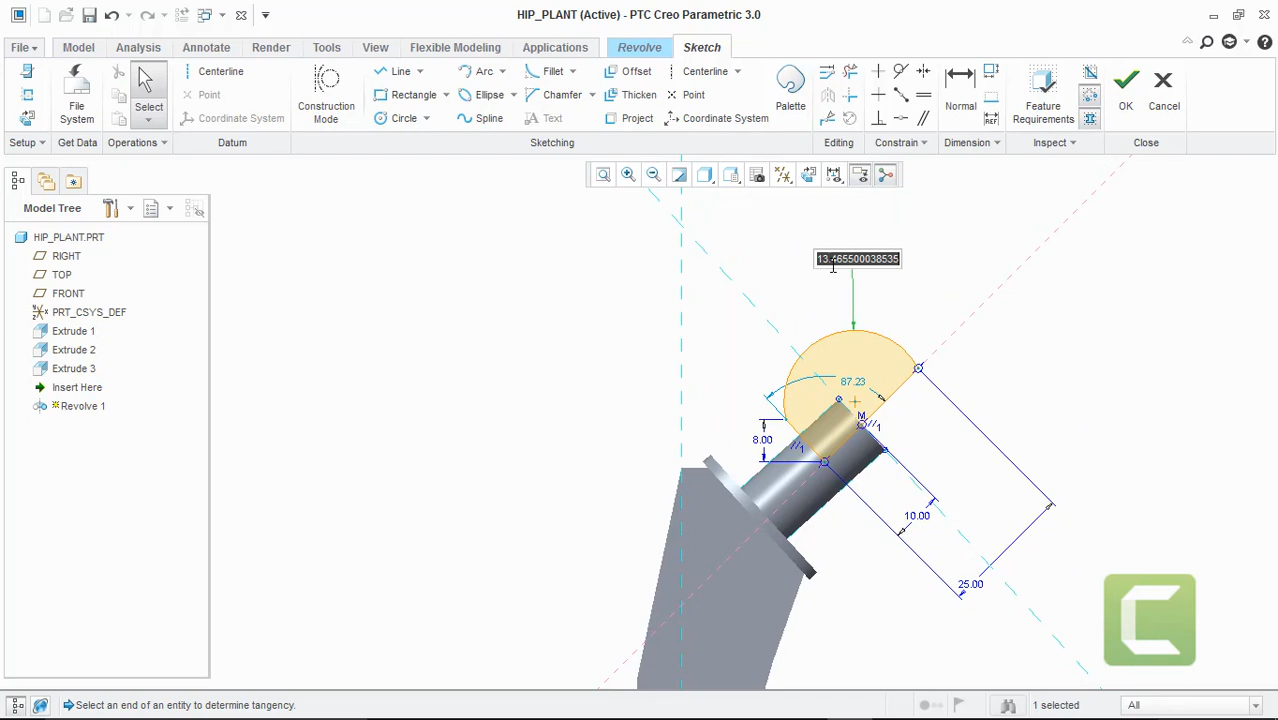 HIP_PLANT (Active) - PTC Creo Parametric 3.0
File Model Analysis Annotate Render Tools View Flexible Modeling Applications Revolve Sketch
File System
Select
Centerline
Point
Coordinate System
Construction Mode
Line Arc Fillet Offset Centerline
Rectangle Ellipse Chamfer Thicken Point
Circle Spline Text Project Coordinate System
Palette
Normal
Feature Requirements
OK
Cancel
Setup Get Data Operations Datum Sketching Editing Constrain Dimension Inspect Close
Model Tree
HIP_PLANT.PRT
RIGHT
TOP
FRONT
PRT_CSYS_DEF
Extrude 1
Extrude 2
Extrude 3
Insert Here
Revolve 1
13.465500038535
87.23
M
//1
//1
8.00
10.00
25.00
Select an end of an entity to determine tangency.
1 selected
All